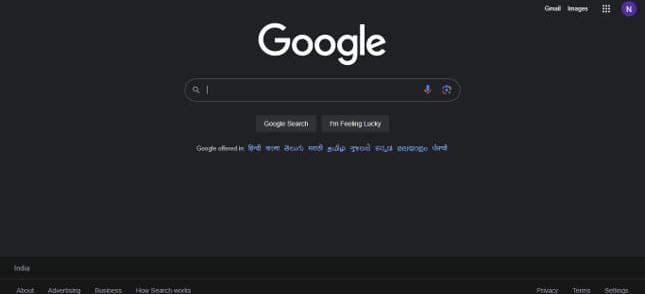 Gmail Images N
Google
Google Search I'm Feeling Lucky
Google offered in: हिन्दी বাংলা తెలుగు मराठी தமிழ் ગુજરાતી ಕನ್ನಡ മലയാളം ਪੰਜਾਬੀ
India
About Advertising Business How Search works Privacy Terms Settings